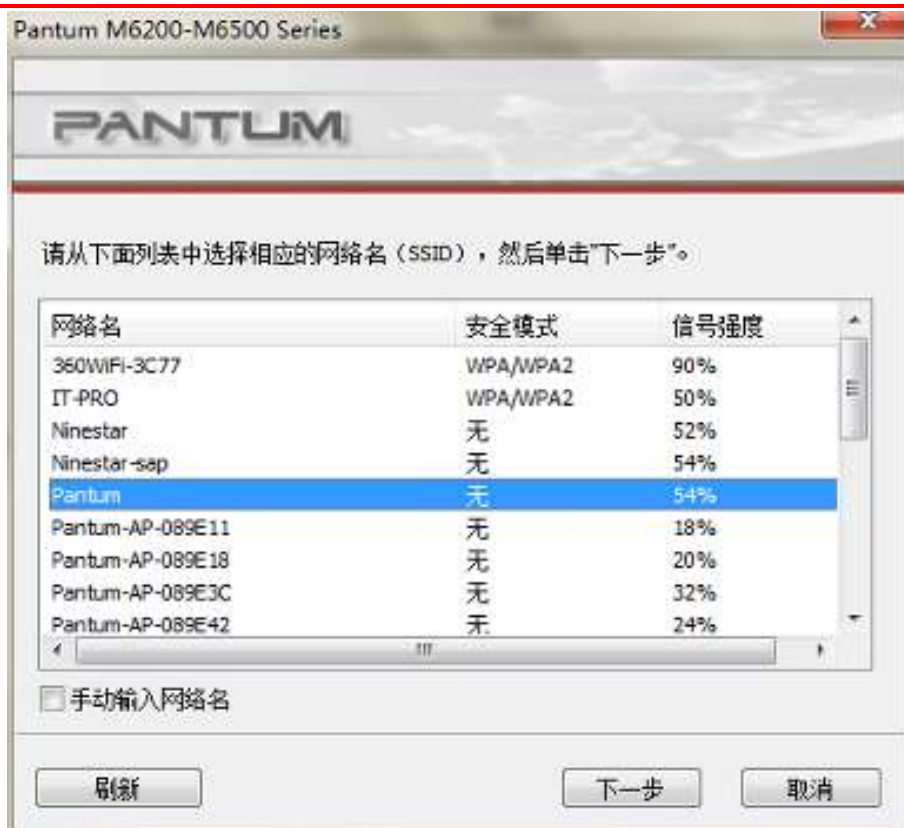 Pantum M6200-M6500 Series
PANTUM
请从下面列表中选择相应的网络名（SSID），然后单击"下一步"。
网络名 安全模式 信号强度
360WiFi-3C77 WPA/WPA2 90%
IT-PRO WPA/WPA2 50%
Ninestar 无 52%
Ninestar-sap 无 54%
Pantum 无 54%
Pantum-AP-089E11 无 18%
Pantum-AP-089E18 无 20%
Pantum-AP-089E3C 无 32%
Pantum-AP-089E42 无 24%
手动输入网络名
刷新 下一步 取消